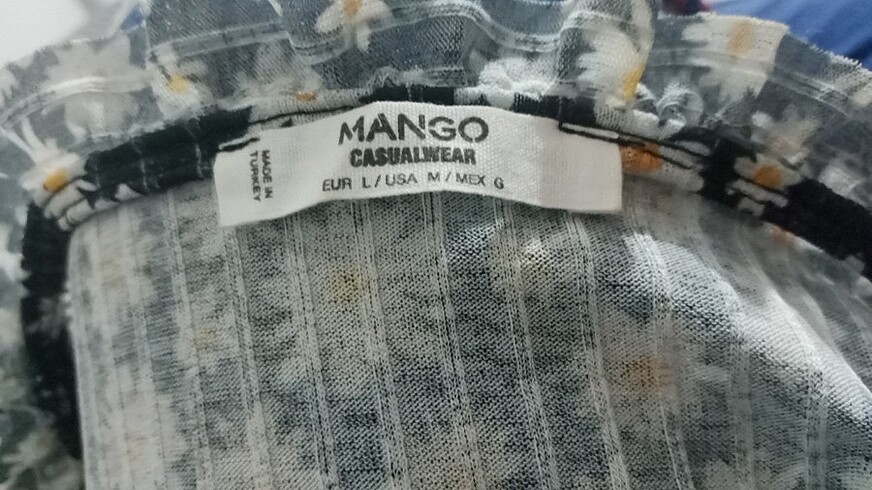 MANGO
CASUALWEAR
EUR L / USA M / MEX G
MADE IN
TURKEY